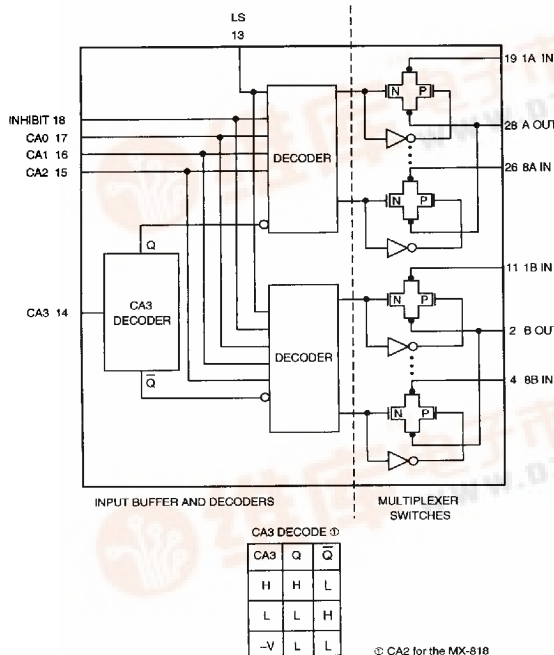 LS
13
19 1A IN
N P
INHIBIT 18
28 A OUT
CA0 17
CA1 16
DECODER
CA2 15
26 8A IN
N P
Q
11 1B IN
CA3
DECODER
N P
CA3 14
2 B OUT
DECODER
Q
4 8B IN
N P
INPUT BUFFER AND DECODERS
MULTIPLEXER
SWITCHES
CA3 DECODE ①
CA3 Q Q̅
H H L
L L H
–V L L
① CA2 for the MX-818